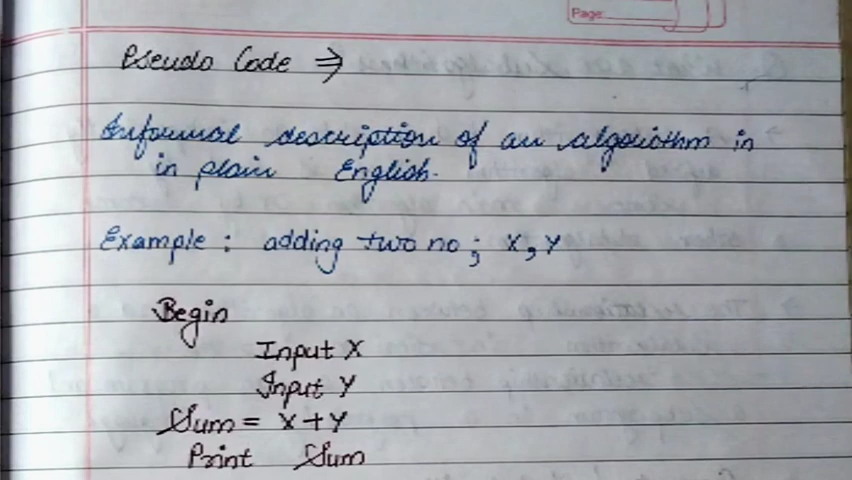 Page:
Pseudo Code ⇒
Informal description of an algorithm in
in plain English.
Example : adding two no ; X, Y
Begin
Input X
Input Y
Sum = X + Y
Print Sum